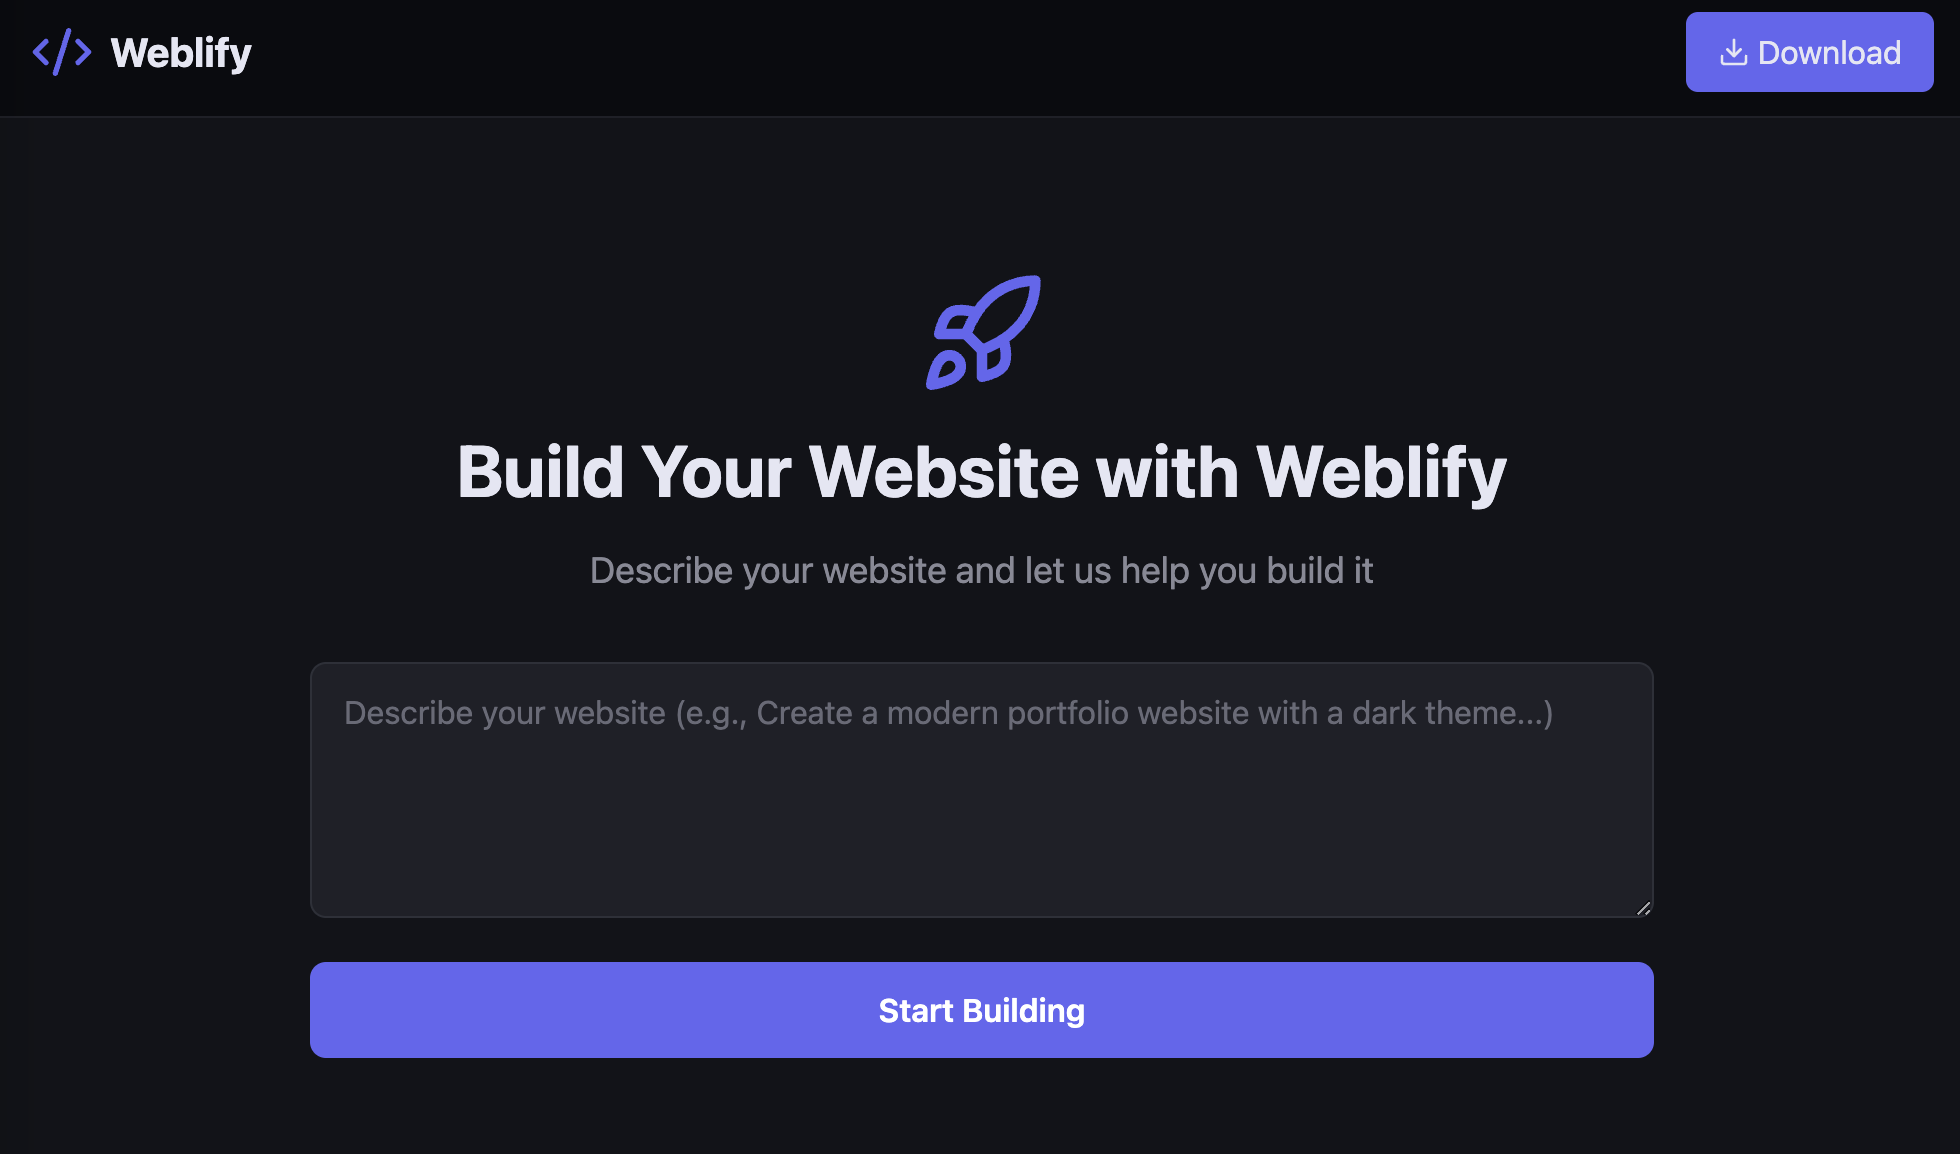 Weblify
Download
Build Your Website with Weblify
Describe your website and let us help you build it
Describe your website (e.g., Create a modern portfolio website with a dark theme...)
Start Building